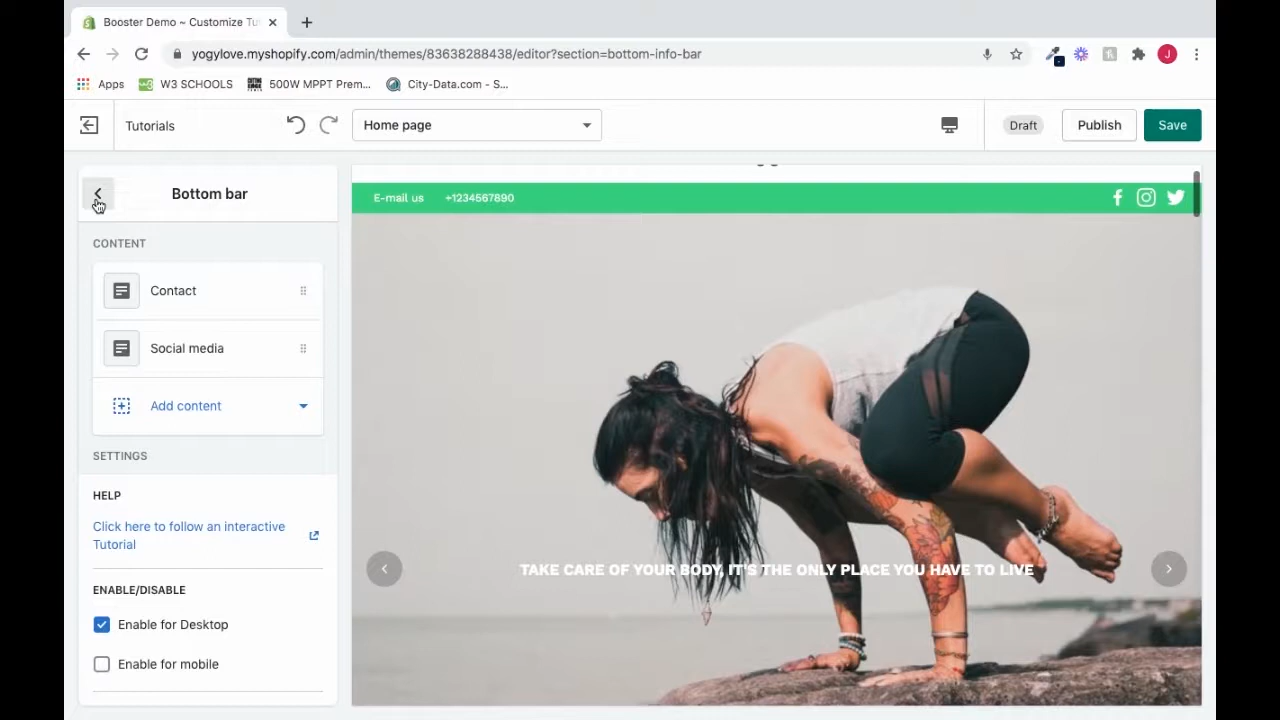 Booster Demo ~ Customize Tu
yogylove.myshopify.com/admin/themes/83638288438/editor?section=bottom-info-bar
J
Apps
W3 SCHOOLS
500W MPPT Prem...
City-Data.com - S...
Tutorials
Home page
Draft
Publish
Save
Bottom bar
CONTENT
Contact
Social media
Add content
SETTINGS
HELP
Click here to follow an interactive
Tutorial
ENABLE/DISABLE
Enable for Desktop
Enable for mobile
E-mail us
+1234567890
TAKE CARE OF YOUR BODY, IT'S THE ONLY PLACE YOU HAVE TO LIVE